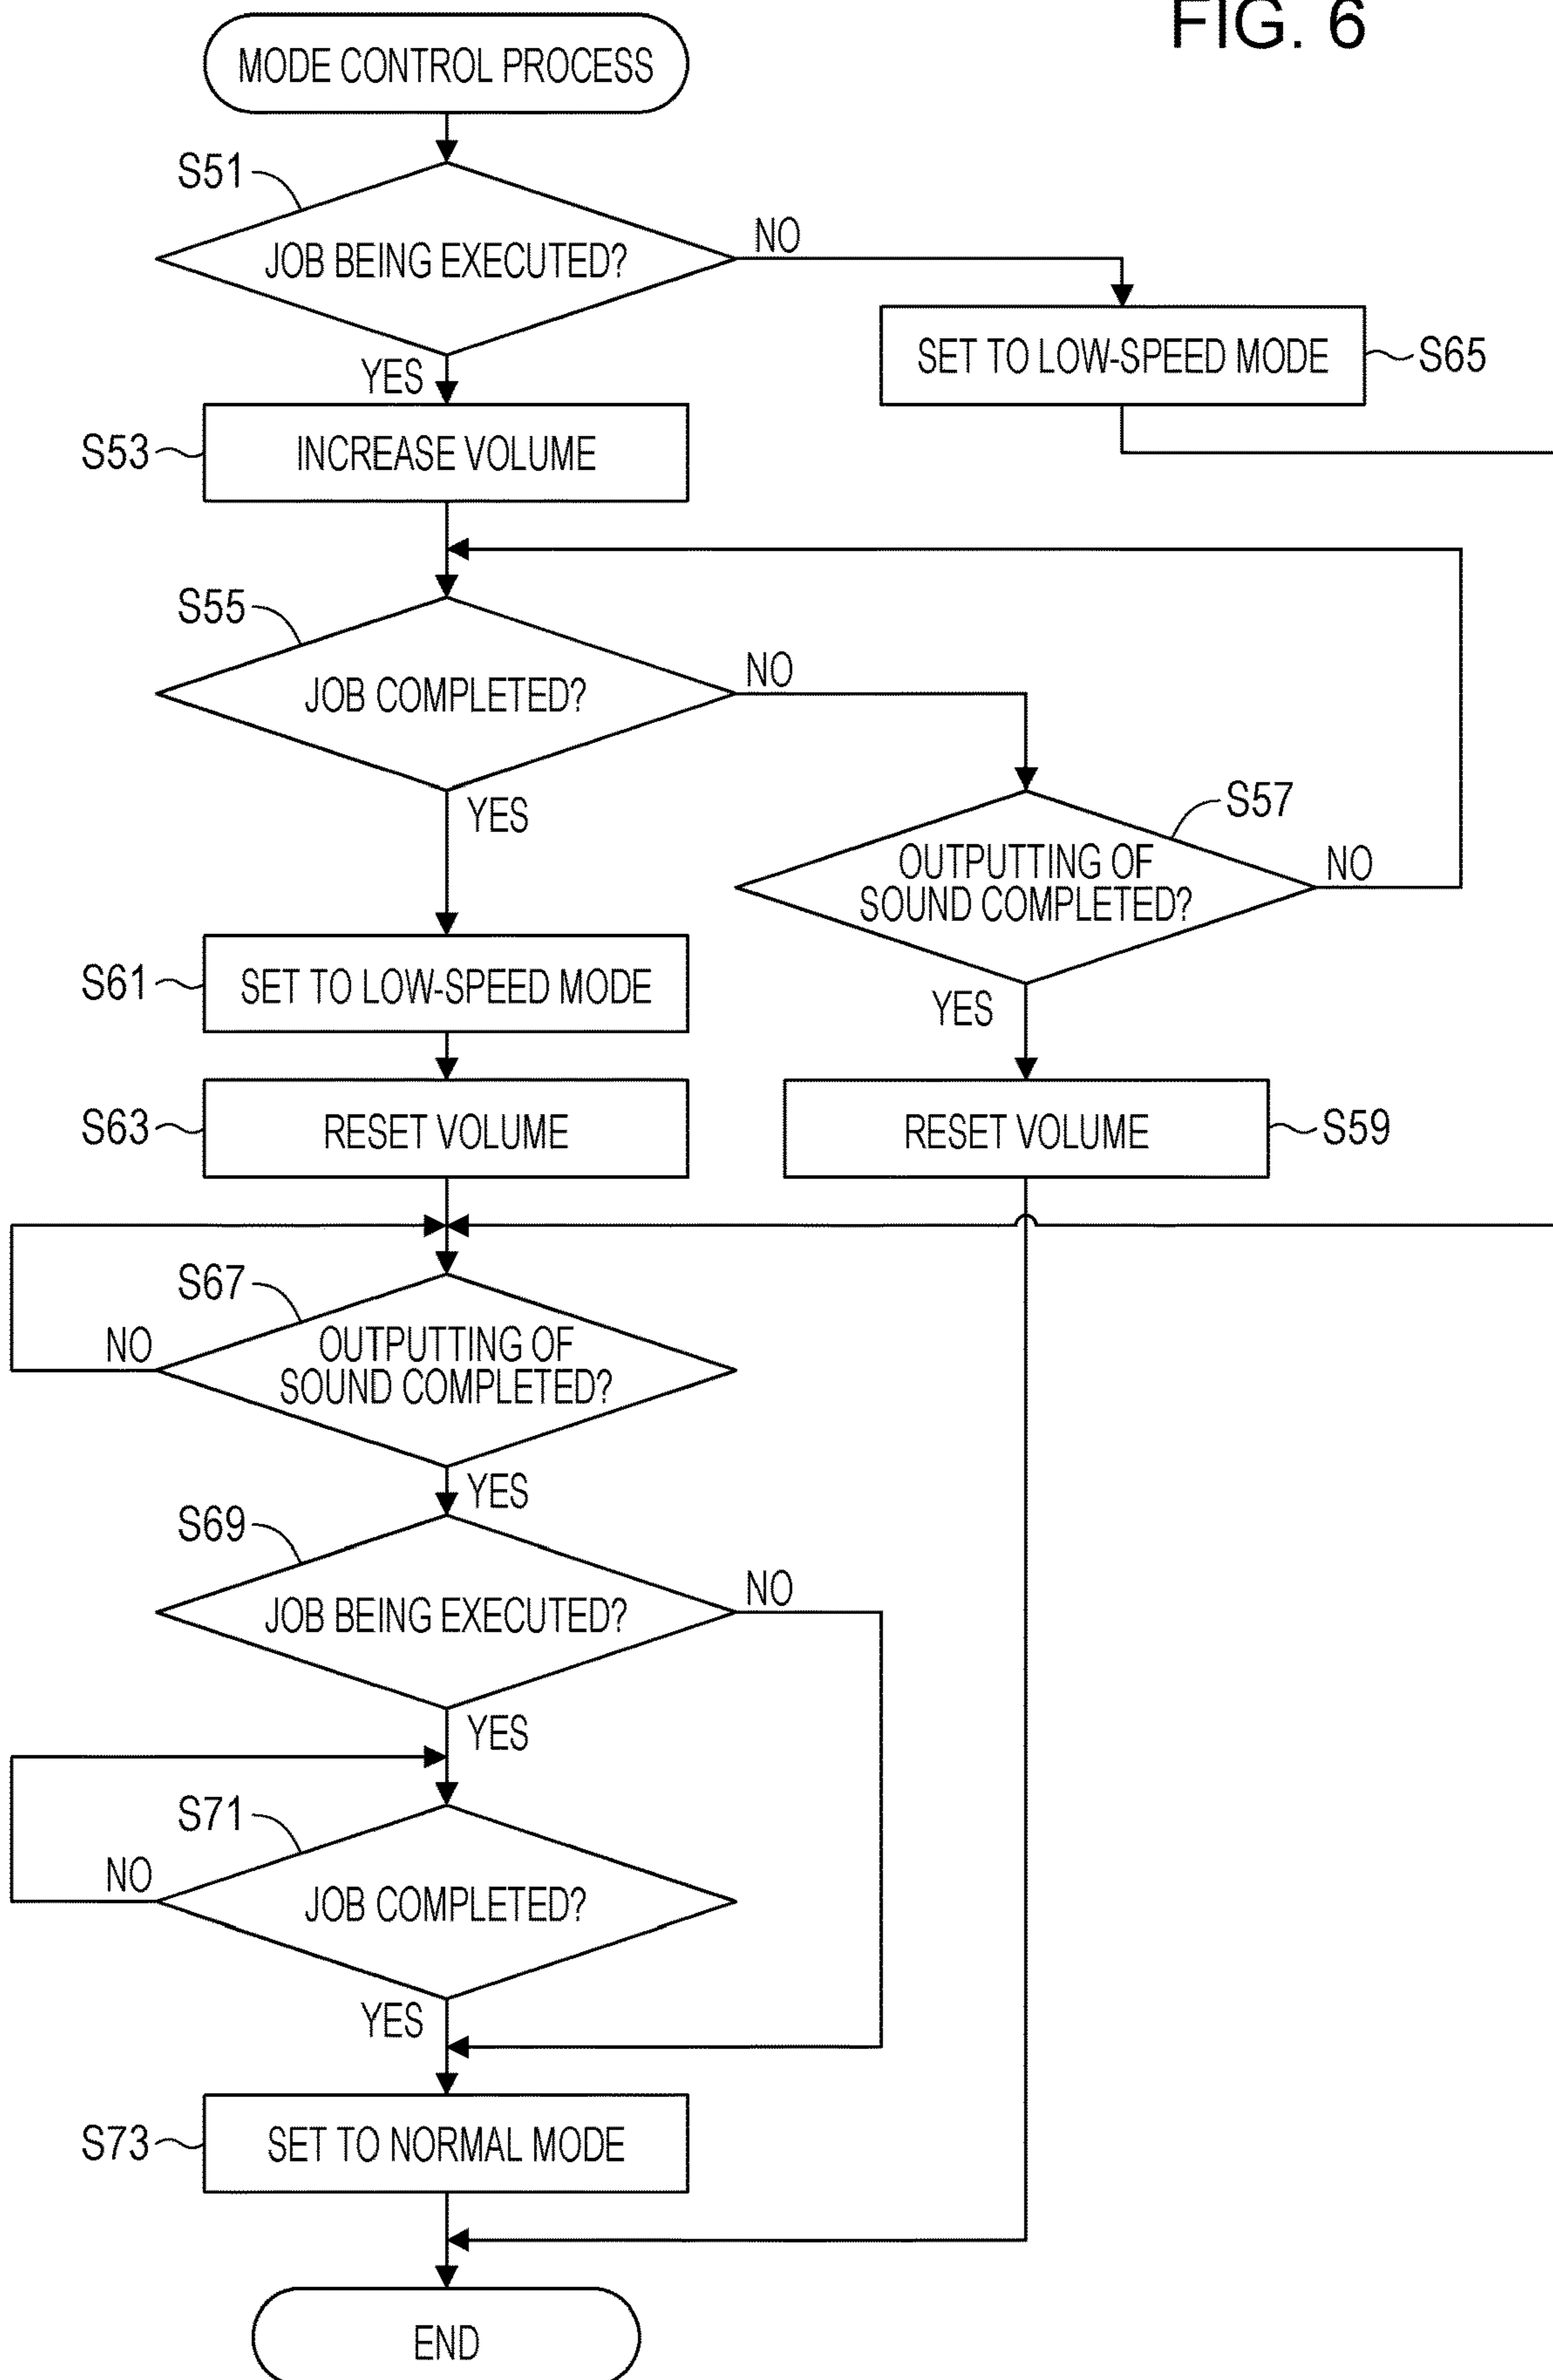 FIG. 6
MODE CONTROL PROCESS
S51
JOB BEING EXECUTED?
NO
YES
SET TO LOW-SPEED MODE
S65
S53
INCREASE VOLUME
S55
JOB COMPLETED?
NO
YES
S57
OUTPUTTING OF
SOUND COMPLETED?
NO
YES
S61
SET TO LOW-SPEED MODE
S63
RESET VOLUME
RESET VOLUME
S59
S67
OUTPUTTING OF
SOUND COMPLETED?
NO
YES
S69
JOB BEING EXECUTED?
NO
YES
S71
JOB COMPLETED?
NO
YES
S73
SET TO NORMAL MODE
END